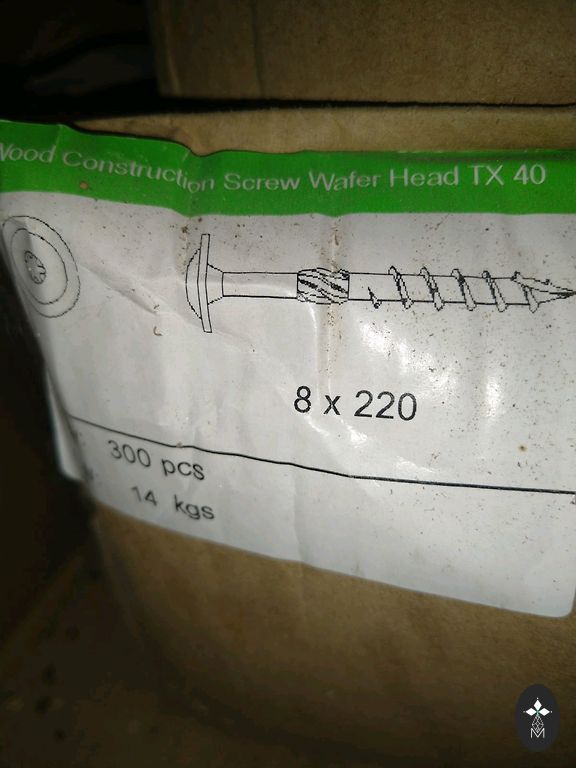 Wood Construction Screw Wafer Head TX 40
8 x 220
300 pcs
14 kgs
M